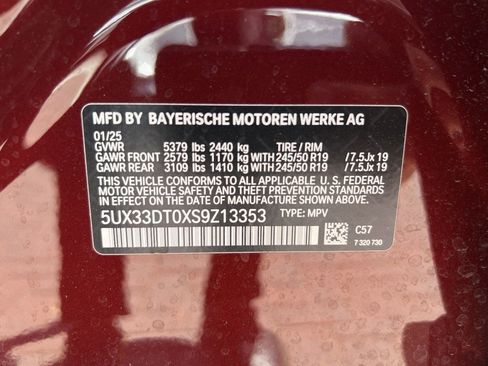 MFD BY BAYERISCHE MOTOREN WERKE AG
01/25
GVWR 5379 lbs 2440 kg TIRE / RIM
GAWR FRONT 2579 lbs 1170 kg WITH 245/50 R19 / 7.5Jx 19
GAWR REAR 3109 lbs 1410 kg WITH 245/50 R19 / 7.5Jx 19
THIS VEHICLE CONFORMS TO ALL APPLICABLE U. S. FEDERAL
MOTOR VEHICLE SAFETY, BUMPER, AND THEFT PREVENTION
STANDARDS IN EFFECT ON THE DATE OF MANUFACTURE SHOWN ABOVE.
5UX33DT0XS9Z13353 TYPE: MPV
C57
7 320 730